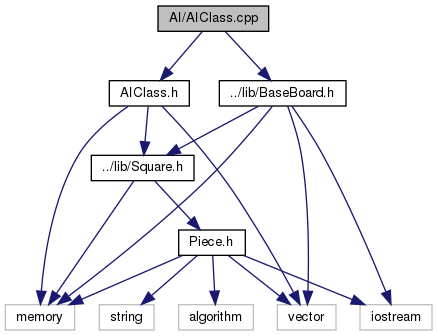 AI/AIClass.cpp
AIClass.h
../lib/BaseBoard.h
../lib/Square.h
Piece.h
memory
string
algorithm
vector
iostream